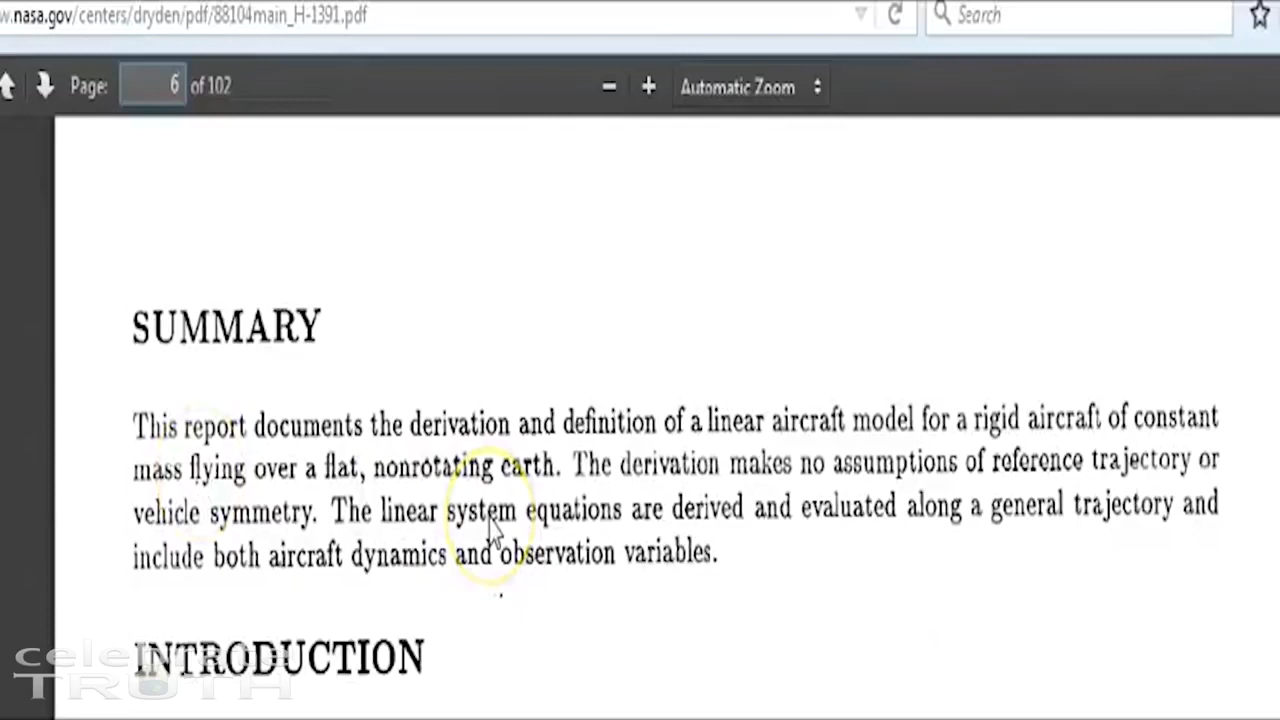 w.nasa.gov/centers/dryden/pdf/88104main_H-1391.pdf
Search
Page: 6 of 102
Automatic Zoom
SUMMARY
This report documents the derivation and definition of a linear aircraft model for a rigid aircraft of constant
mass flying over a flat, nonrotating earth. The derivation makes no assumptions of reference trajectory or
vehicle symmetry. The linear system equations are derived and evaluated along a general trajectory and
include both aircraft dynamics and observation variables.
INTRODUCTION
celebrate
TRUTH